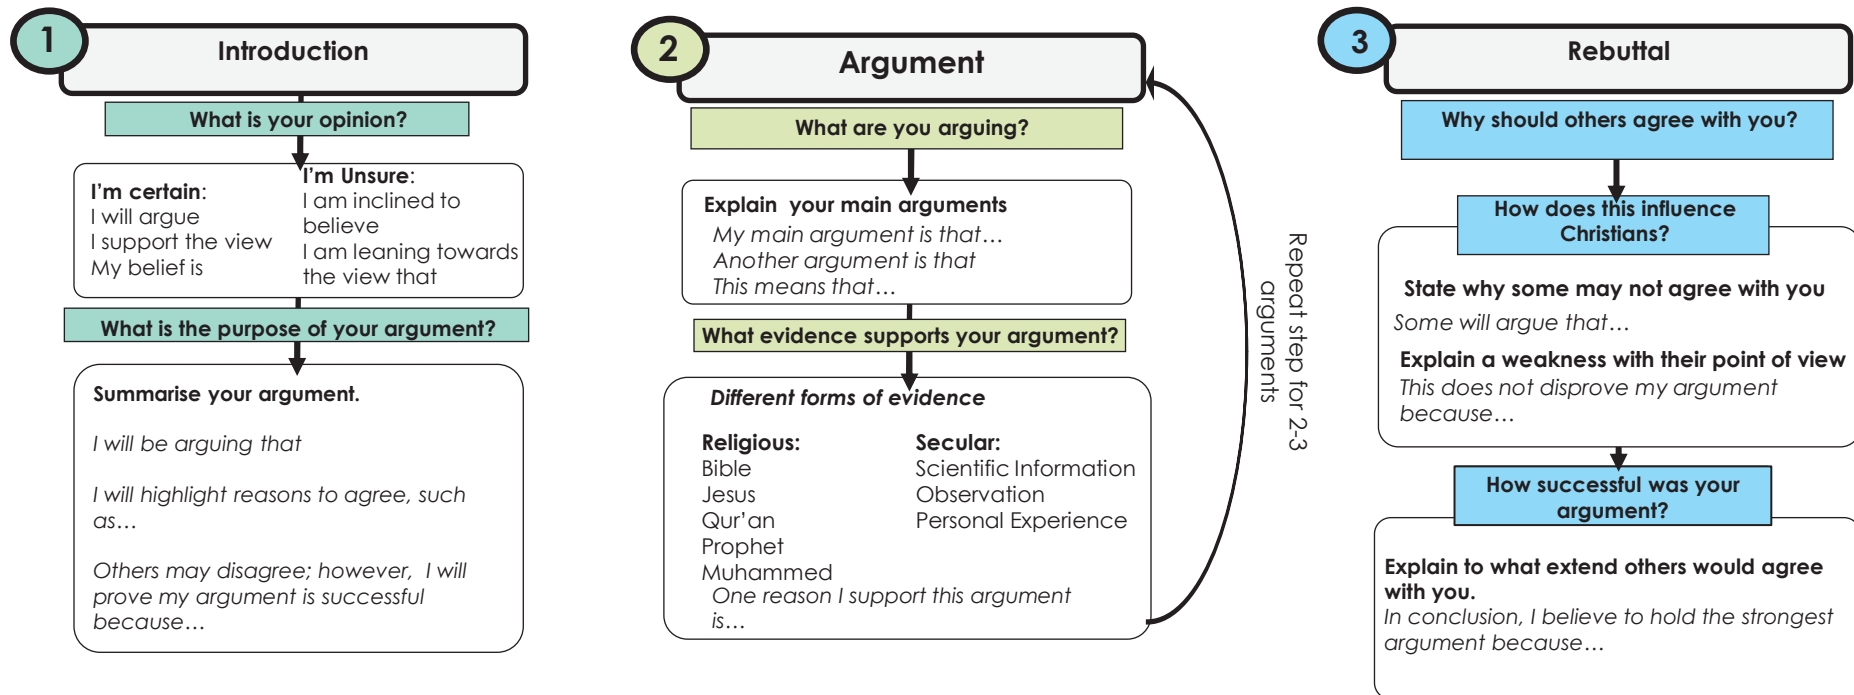 1
Introduction
What is your opinion?
I'm certain:
I will argue
I support the view
My belief is
I'm Unsure:
I am inclined to
believe
I am leaning towards
the view that
What is the purpose of your argument?
Summarise your argument.
I will be arguing that
I will highlight reasons to agree, such
as…
Others may disagree; however, I will
prove my argument is successful
because…
2
Argument
What are you arguing?
Explain your main arguments
My main argument is that…
Another argument is that
This means that…
What evidence supports your argument?
Different forms of evidence
Religious:
Bible
Jesus
Qur'an
Prophet
Muhammed
Secular:
Scientific Information
Observation
Personal Experience
One reason I support this argument
is…
Repeat step for 2-3
arguments
3
Rebuttal
Why should others agree with you?
How does this influence
Christians?
State why some may not agree with you
Some will argue that…
Explain a weakness with their point of view
This does not disprove my argument
because…
How successful was your
argument?
Explain to what extend others would agree
with you.
In conclusion, I believe to hold the strongest
argument because…